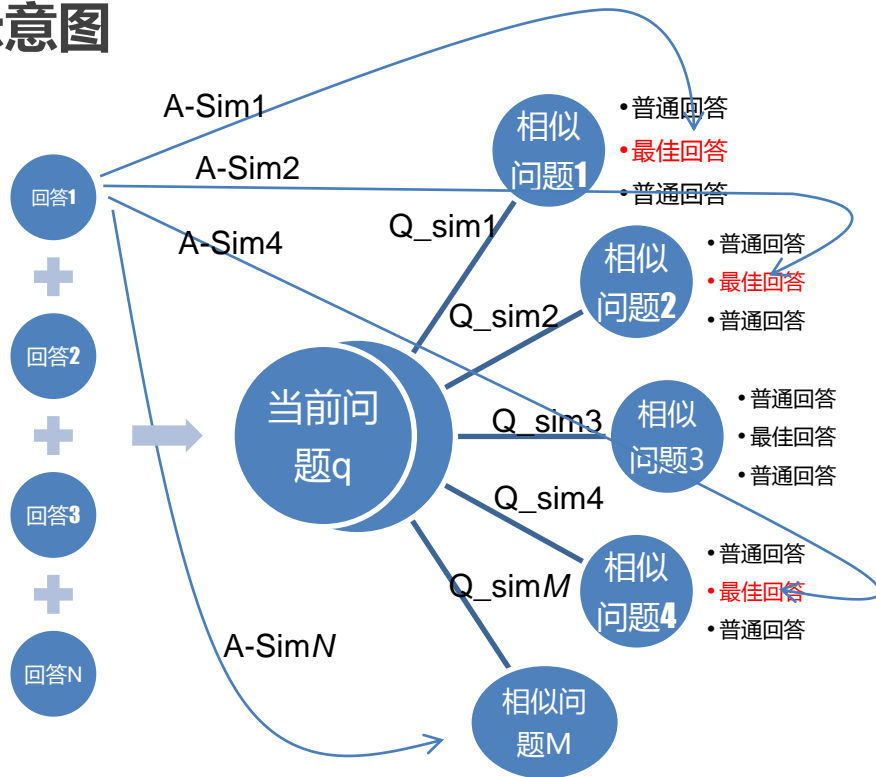 意图
A-Sim1
A-Sim2
A-Sim4
A-SimN
回答1
回答2
回答3
回答N
当前问
题q
Q_sim1
Q_sim2
Q_sim3
Q_sim4
Q_simM
相似
问题1
•普通回答
•最佳回答
•普通回答
相似
问题2
•普通回答
•最佳回答
•普通回答
相似
问题3
•普通回答
•最佳回答
•普通回答
相似
问题4
•普通回答
•最佳回答
•普通回答
相似问
题M